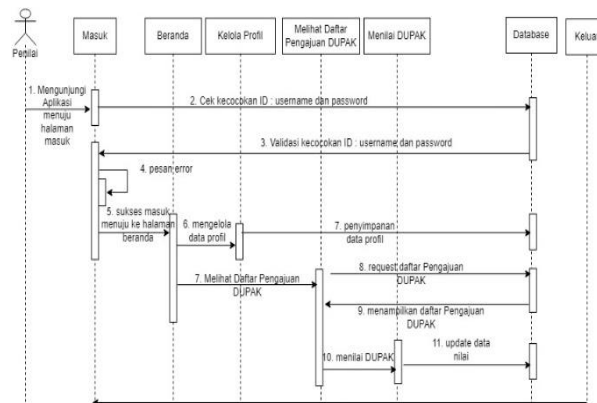 Masuk
Beranda
Kelola Profil
Melihat Daftar
Pengajuan DUPAK
Menilai DUPAK
Database
Keluar
Penilai
1. Mengunjungi
Aplikasi
menuju
halaman
masuk
2. Cek kecocokan ID : username dan password
3. Validasi kecocokan ID : username dan password
4. pesan error
5. sukses masuk
menuju ke halaman
beranda
6. mengelola
data profil
7. penyimpanan
data profil
7. Melihat Daftar Pengajuan
DUPAK
8. request daftar Pengajuan
DUPAK
9. menampilkan daftar Pengajuan
DUPAK
10. menilai DUPAK
11. update data
nilai